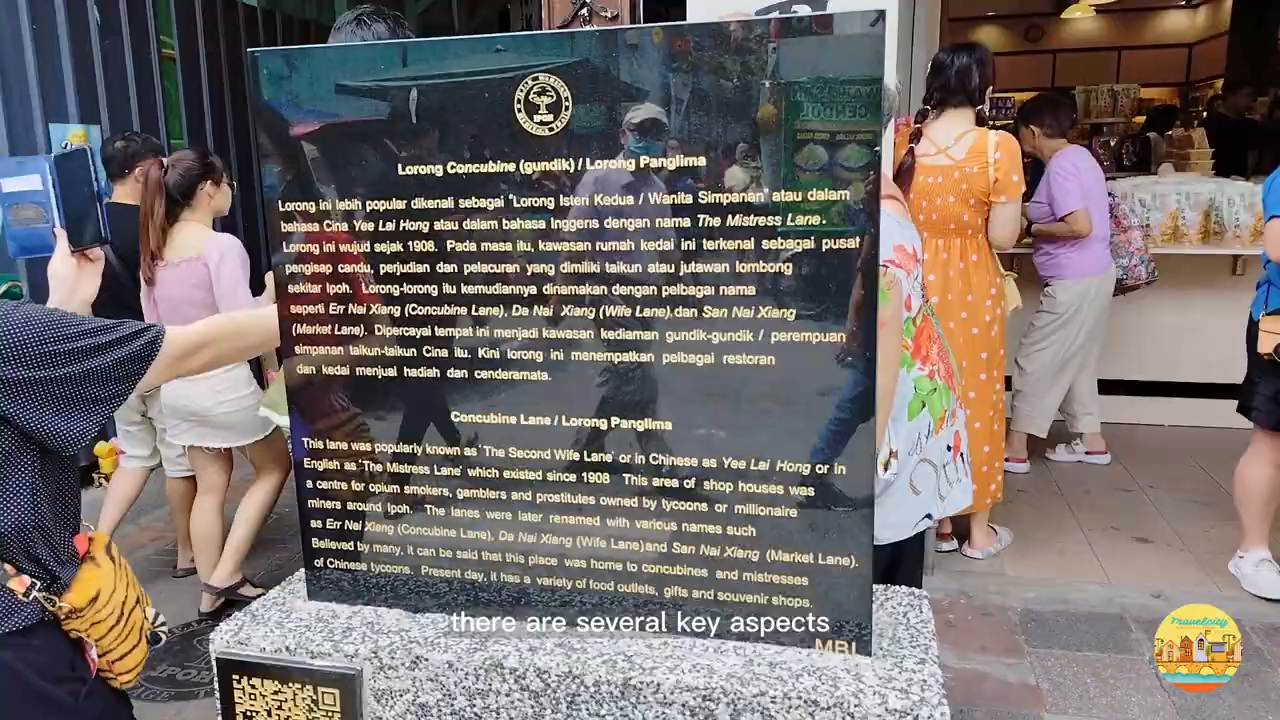 IPOH
Lorong Concubine (gundik) / Lorong Panglima
Lorong ini lebih popular dikenali sebagai "Lorong Isteri Kedua / Wanita Simpanan" atau dalam
bahasa Cina Yee Lai Hong atau dalam bahasa Inggeris dengan nama The Mistress Lane.
Lorong ini wujud sejak 1908. Pada masa itu, kawasan rumah kedai ini terkenal sebagai pusat
pengisap candu, perjudian dan pelacuran yang dimiliki taikun atau jutawan lombong
sekitar Ipoh. Lorong-lorong itu kemudiannya dinamakan dengan pelbagai nama
seperti Err Nai Xiang (Concubine Lane), Da Nai Xiang (Wife Lane).dan San Nai Xiang
(Market Lane). Dipercayai tempat ini menjadi kawasan kediaman gundik-gundik / perempuan
simpanan taikun-taikun Cina itu. Kini lorong ini menempatkan pelbagai restoran
dan kedai menjual hadiah dan cenderamata.
Concubine Lane / Lorong Panglima
This lane was popularly known as 'The Second Wife Lane' or in Chinese as Yee Lai Hong or in
English as 'The Mistress Lane' which existed since 1908 This area of shop houses was
a centre for opium smokers, gamblers and prostitutes owned by tycoons or millionaire
miners around Ipoh. The lanes were later renamed with various names such
as Err Nai Xiang (Concubine Lane), Da Nai Xiang (Wife Lane)and San Nai Xiang (Market Lane).
Believed by many, it can be said that this place was home to concubines and mistresses
of Chinese tycoons. Present day, it has a variety of food outlets, gifts and souvenir shops.
there are several key aspects
MBI
Travelcity